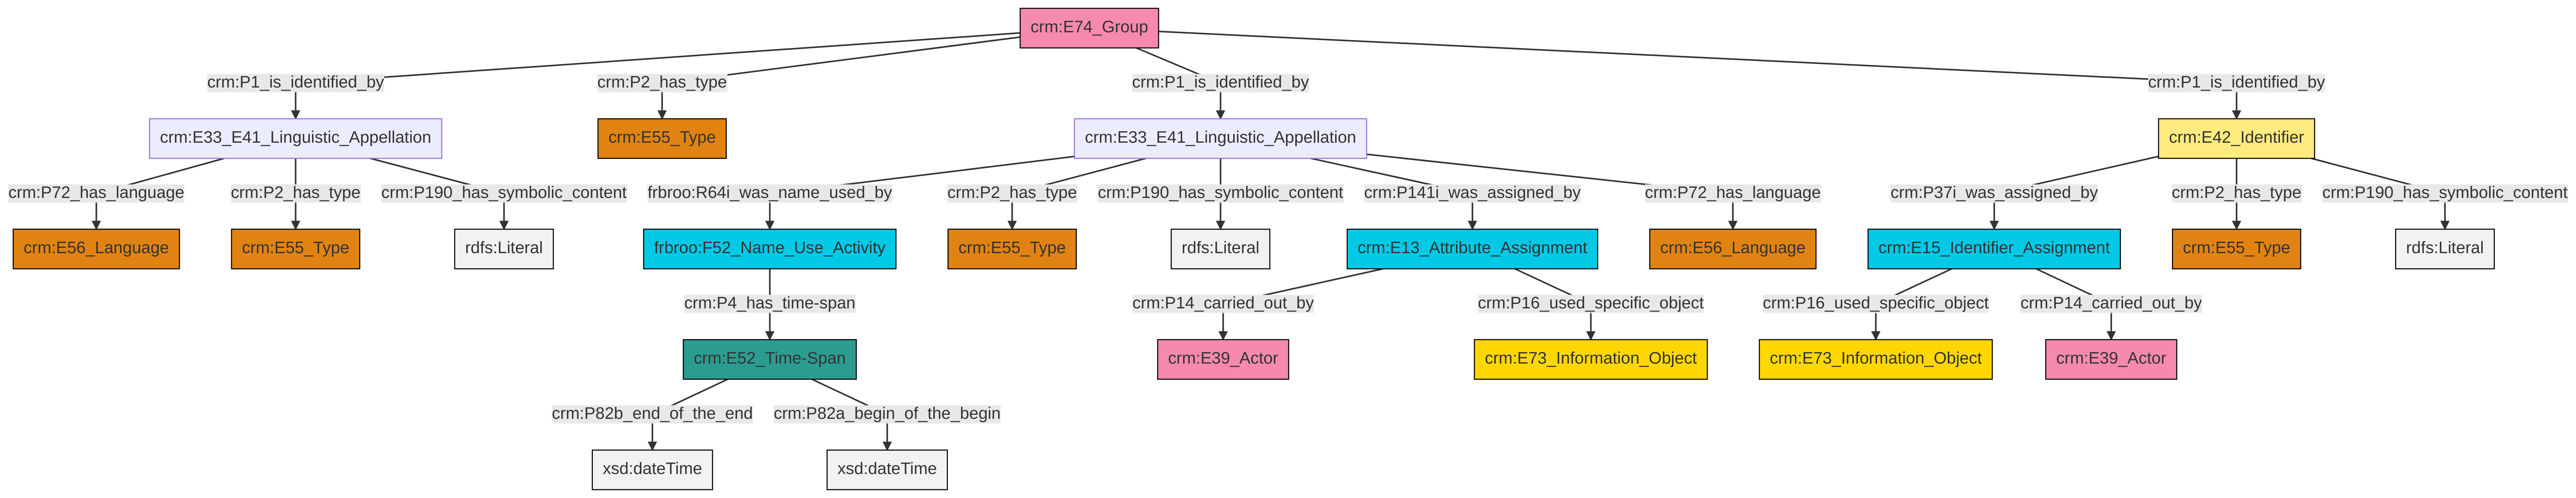 crm:E74_Group
crm:P1_is_identified_by
crm:P2_has_type
crm:P1_is_identified_by
crm:P1_is_identified_by
crm:E33_E41_Linguistic_Appellation
crm:E55_Type
crm:E33_E41_Linguistic_Appellation
crm:E42_Identifier
crm:P72_has_language
crm:P2_has_type
crm:P190_has_symbolic_content
frbroo:R64i_was_name_used_by
crm:P2_has_type
crm:P190_has_symbolic_content
crm:P141i_was_assigned_by
crm:P72_has_language
crm:P37i_was_assigned_by
crm:P2_has_type
crm:P190_has_symbolic_content
crm:E56_Language
crm:E55_Type
rdfs:Literal
frbroo:F52_Name_Use_Activity
crm:E55_Type
rdfs:Literal
crm:E13_Attribute_Assignment
crm:E56_Language
crm:E15_Identifier_Assignment
crm:E55_Type
rdfs:Literal
crm:P4_has_time-span
crm:P14_carried_out_by
crm:P16_used_specific_object
crm:P16_used_specific_object
crm:P14_carried_out_by
crm:E52_Time-Span
crm:E39_Actor
crm:E73_Information_Object
crm:E73_Information_Object
crm:E39_Actor
crm:P82b_end_of_the_end
crm:P82a_begin_of_the_begin
xsd:dateTime
xsd:dateTime